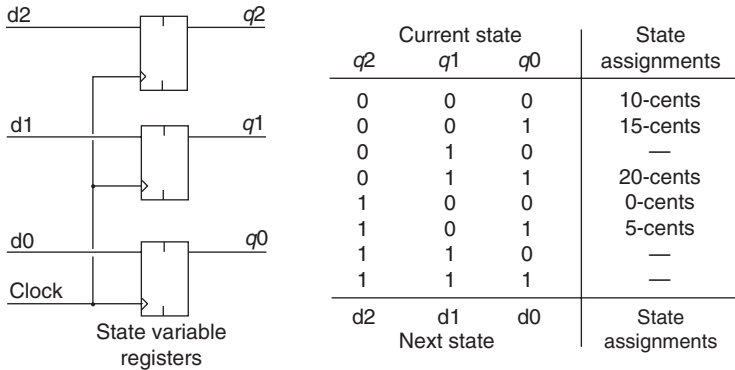 d2 q2
d1 q1
d0 q0
Clock
State variable
registers
Current state State
q2 q1 q0 assignments
0 0 0 10-cents
0 0 1 15-cents
0 1 0 —
0 1 1 20-cents
1 0 0 0-cents
1 0 1 5-cents
1 1 0 —
1 1 1 —
d2 d1 d0 State
Next state assignments